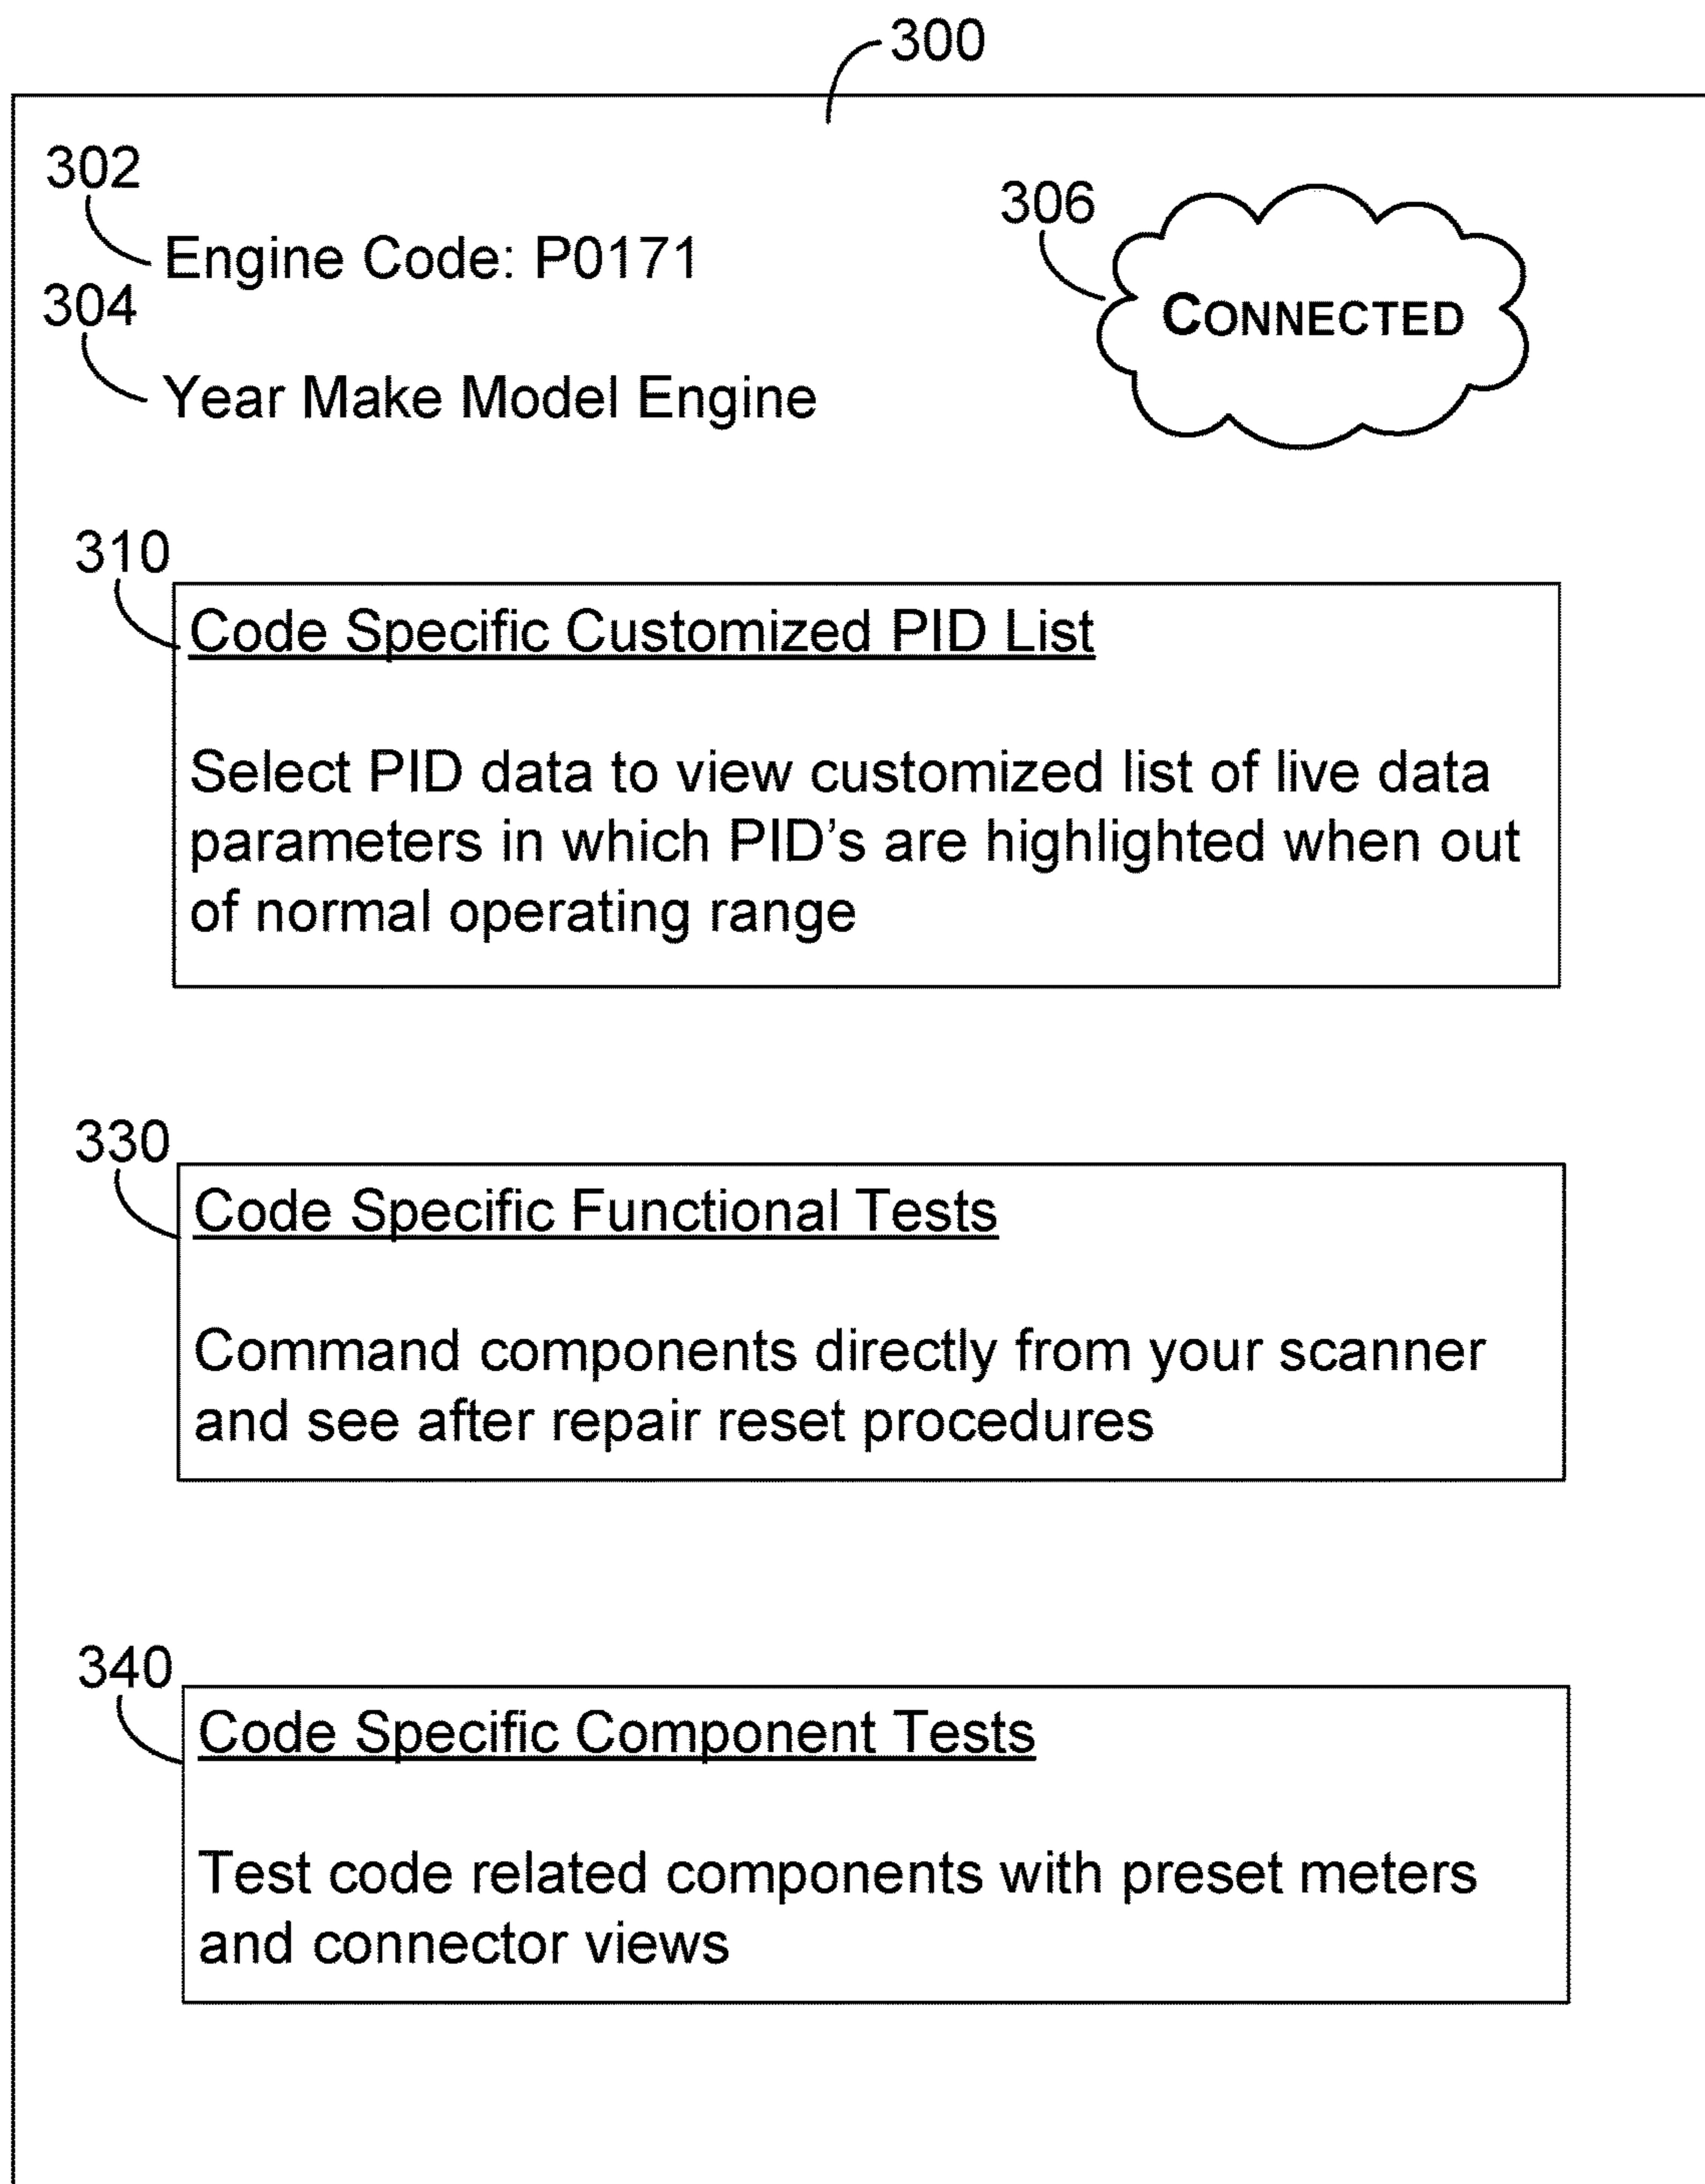 300
302
Engine Code: P0171
304
Year Make Model Engine
306
CONNECTED
310
Code Specific Customized PID List
Select PID data to view customized list of live data
parameters in which PID's are highlighted when out
of normal operating range
330
Code Specific Functional Tests
Command components directly from your scanner
and see after repair reset procedures
340
Code Specific Component Tests
Test code related components with preset meters
and connector views